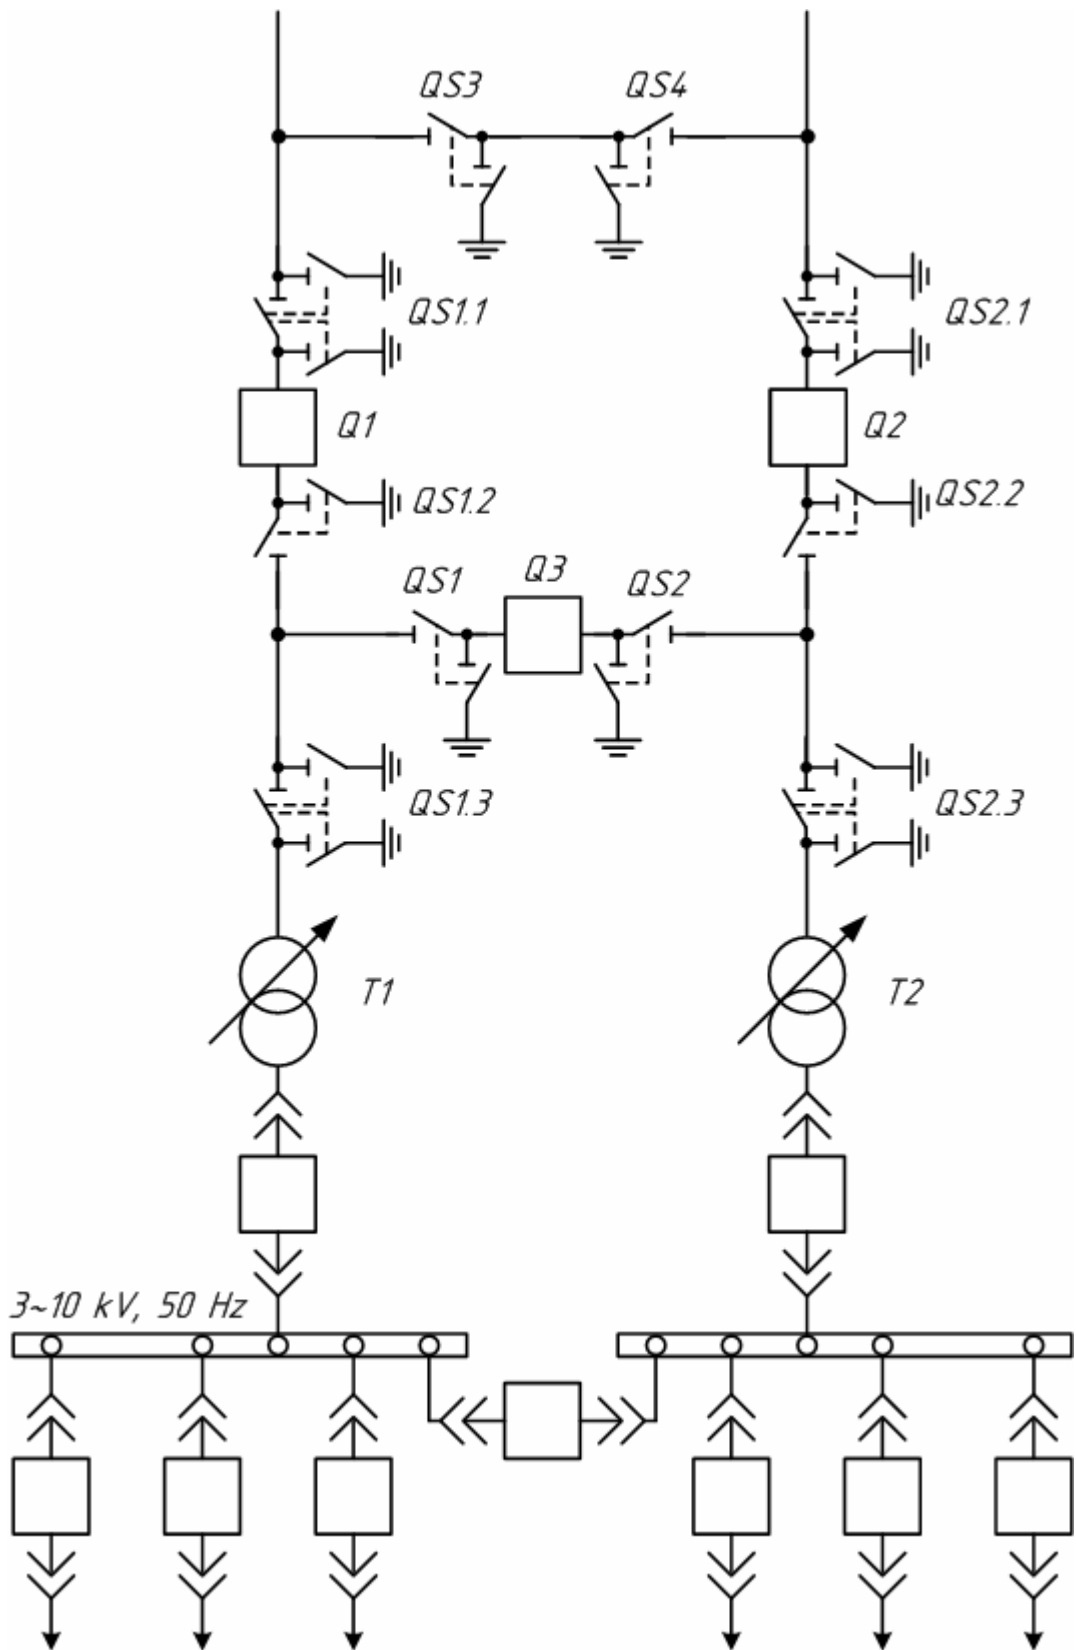 QS3
QS4
QS1.1
QS2.1
Q1
Q2
QS1.2
QS2.2
QS1
Q3
QS2
QS1.3
QS2.3
T1
T2
3~10 kV, 50 Hz